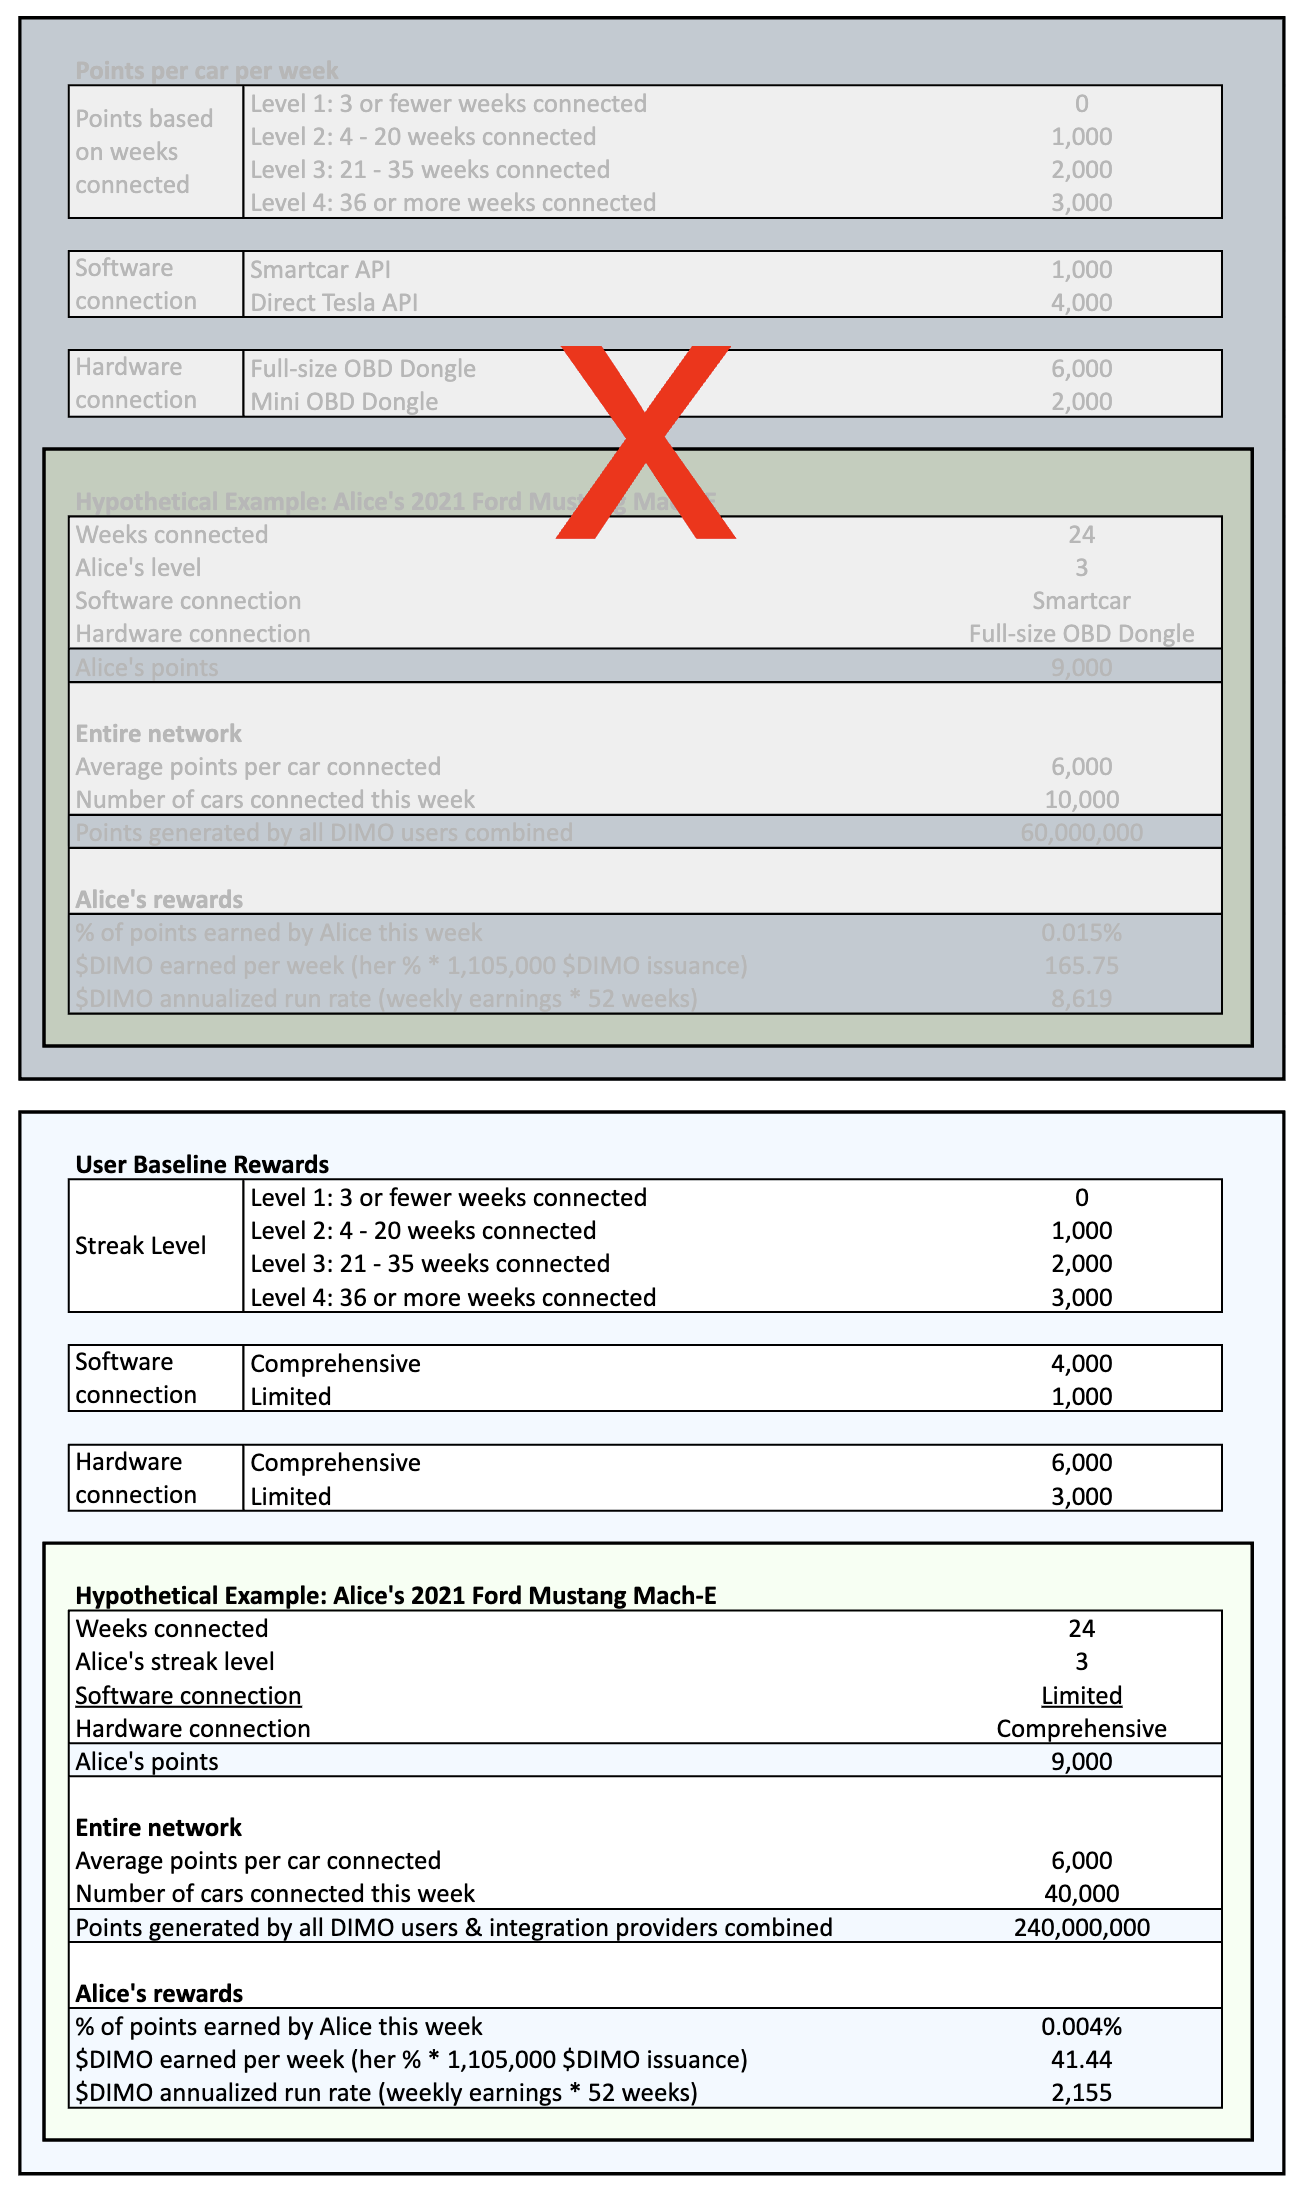 Points per car per week
Points based
on weeks
connected
Level 1: 3 or fewer weeks connected 0
Level 2: 4 - 20 weeks connected 1,000
Level 3: 21 - 35 weeks connected 2,000
Level 4: 36 or more weeks connected 3,000
Software
connection
Smartcar API 1,000
Direct Tesla API 4,000
Hardware
connection
Full-size OBD Dongle 6,000
Mini OBD Dongle 2,000
X
Hypothetical Example: Alice's 2021 Ford Mustang Mach-E
Weeks connected 24
Alice's level 3
Software connection Smartcar
Hardware connection Full-size OBD Dongle
Alice's points 9,000
Entire network
Average points per car connected 6,000
Number of cars connected this week 10,000
Points generated by all DIMO users combined 60,000,000
Alice's rewards
% of points earned by Alice this week 0.015%
$DIMO earned per week (her % * 1,105,000 $DIMO issuance) 165.75
$DIMO annualized run rate (weekly earnings * 52 weeks) 8,619
User Baseline Rewards
Streak Level
Level 1: 3 or fewer weeks connected 0
Level 2: 4 - 20 weeks connected 1,000
Level 3: 21 - 35 weeks connected 2,000
Level 4: 36 or more weeks connected 3,000
Software
connection
Comprehensive 4,000
Limited 1,000
Hardware
connection
Comprehensive 6,000
Limited 3,000
Hypothetical Example: Alice's 2021 Ford Mustang Mach-E
Weeks connected 24
Alice's streak level 3
Software connection Limited
Hardware connection Comprehensive
Alice's points 9,000
Entire network
Average points per car connected 6,000
Number of cars connected this week 40,000
Points generated by all DIMO users & integration providers combined 240,000,000
Alice's rewards
% of points earned by Alice this week 0.004%
$DIMO earned per week (her % * 1,105,000 $DIMO issuance) 41.44
$DIMO annualized run rate (weekly earnings * 52 weeks) 2,155